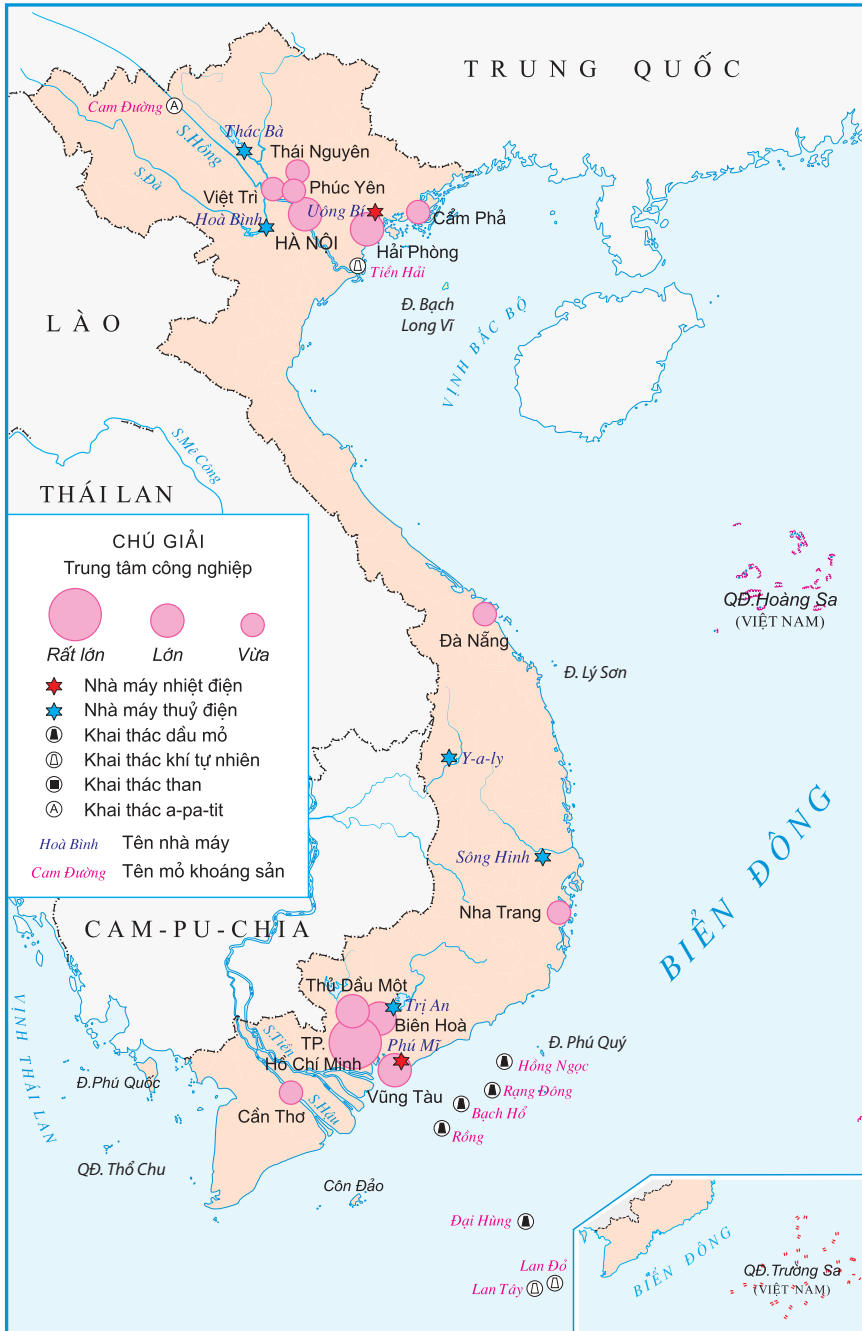 TRUNG QUỐC
Cam Đường
A
S.Hồng
Thác Bà
Thái Nguyên
S.Đà
Việt Trì
Phúc Yên
Hoà Bình
Uông Bí
Cẩm Phả
HÀ NỘI
Hải Phòng
Tiền Hải
Đ. Bạch
Long Vĩ
LÀO
VỊNH BẮC BỘ
S.Mê Công
THÁI LAN
CHÚ GIẢI
Trung tâm công nghiệp
Rất lớn
Lớn
Vừa
Nhà máy nhiệt điện
Nhà máy thuỷ điện
Khai thác dầu mỏ
Khai thác khí tự nhiên
Khai thác than
A Khai thác a-pa-tit
Hoà Bình Tên nhà máy
Cam Đường Tên mỏ khoáng sản
QĐ.Hoàng Sa
(VIỆT NAM)
Đà Nẵng
Đ. Lý Sơn
Y-a-ly
BIỂN ĐÔNG
Sông Hinh
Nha Trang
CAM-PU-CHIA
VỊNH THÁI LAN
Thủ Dầu Một
Trị An
Biên Hoà
TP.
Hồ Chí Minh
Phú Mĩ
Đ. Phú Quý
S.Tiền
Hồng Ngọc
Đ.Phú Quốc
Rạng Đông
Vũng Tàu
Bạch Hổ
Cần Thơ
S.Hậu
Rồng
QĐ. Thổ Chu
Côn Đảo
Đại Hùng
Lan Đỏ
Lan Tây
BIỂN ĐÔNG
QĐ.Trường Sa
(VIỆT NAM)